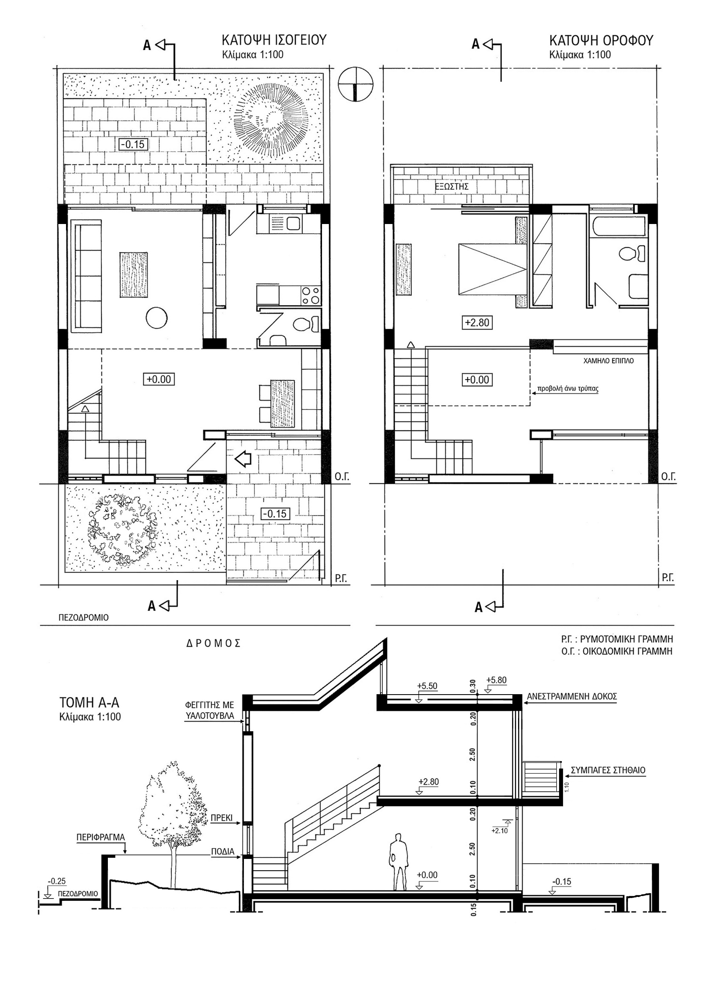 A
ΚΑΤΟΨΗ ΙΣΟΓΕΙΟΥ
Κλίμακα 1:100
A
ΚΑΤΟΨΗ ΟΡΟΦΟΥ
Κλίμακα 1:100
-0.15
ΕΞΩΣΤΗΣ
+2.80
ΧΑΜΗΛΟ ΕΠΙΠΛΟ
+0.00
+0.00
προβολή άνω τρύπας
Ο.Γ.
Ο.Γ.
-0.15
Ρ.Γ.
Ρ.Γ.
A
A
ΠΕΖΟΔΡΟΜΙΟ
ΔΡΟΜΟΣ
Ρ.Γ. : ΡΥΜΟΤΟΜΙΚΗ ΓΡΑΜΜΗ
Ο.Γ. : ΟΙΚΟΔΟΜΙΚΗ ΓΡΑΜΜΗ
ΤΟΜΗ Α-Α
Κλίμακα 1:100
ΦΕΓΓΙΤΗΣ ΜΕ
ΥΑΛΟΤΟΥΒΛΑ
+5.50
0.30
+5.80
ΑΝΕΣΤΡΑΜΜΕΝΗ ΔΟΚΟΣ
0.20
2.50
ΣΥΜΠΑΓΕΣ ΣΤΗΘΑΙΟ
+2.80
0.10
1.10
ΠΡΕΚΙ
0.20
+2.10
ΠΕΡΙΦΡΑΓΜΑ
ΠΟΔΙΑ
2.50
-0.25
ΠΕΖΟΔΡΟΜΙΟ
+0.00
0.10
-0.15
0.15